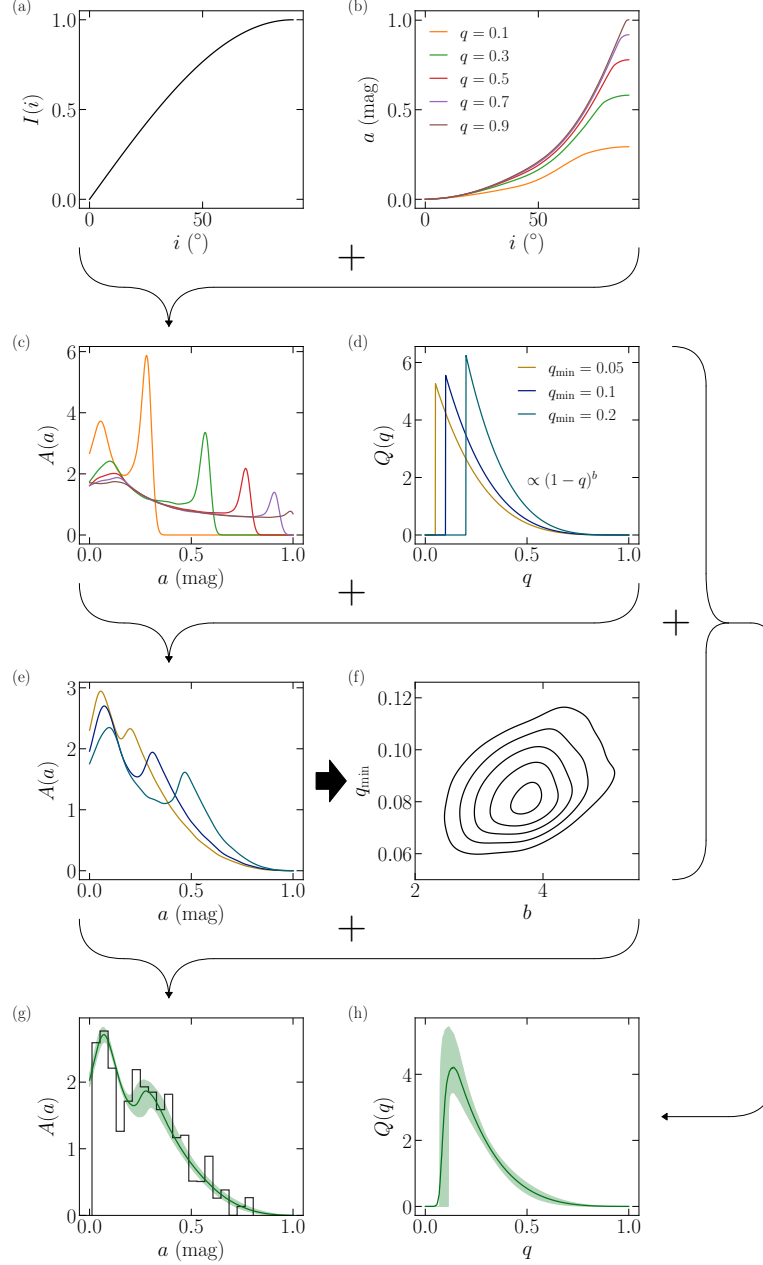 (a)
(b)
I(i)
1.0
0.5
0.0
0
50
i (°)
a (mag)
1.0
0.5
0.0
0
50
i (°)
q = 0.1
q = 0.3
q = 0.5
q = 0.7
q = 0.9
+
(c)
(d)
A(a)
6
4
2
0
0.0
0.5
1.0
a (mag)
Q(q)
6
5
4
3
2
1
0
0.0
0.5
1.0
q
q_min = 0.05
q_min = 0.1
q_min = 0.2
∝ (1 − q)^b
+
+
(e)
(f)
A(a)
3
2
1
0
0.0
0.5
1.0
a (mag)
q_min
0.12
0.10
0.08
0.06
2
4
b
+
(g)
(h)
A(a)
2
1
0
0.0
0.5
1.0
a (mag)
Q(q)
4
2
0
0.0
0.5
1.0
q